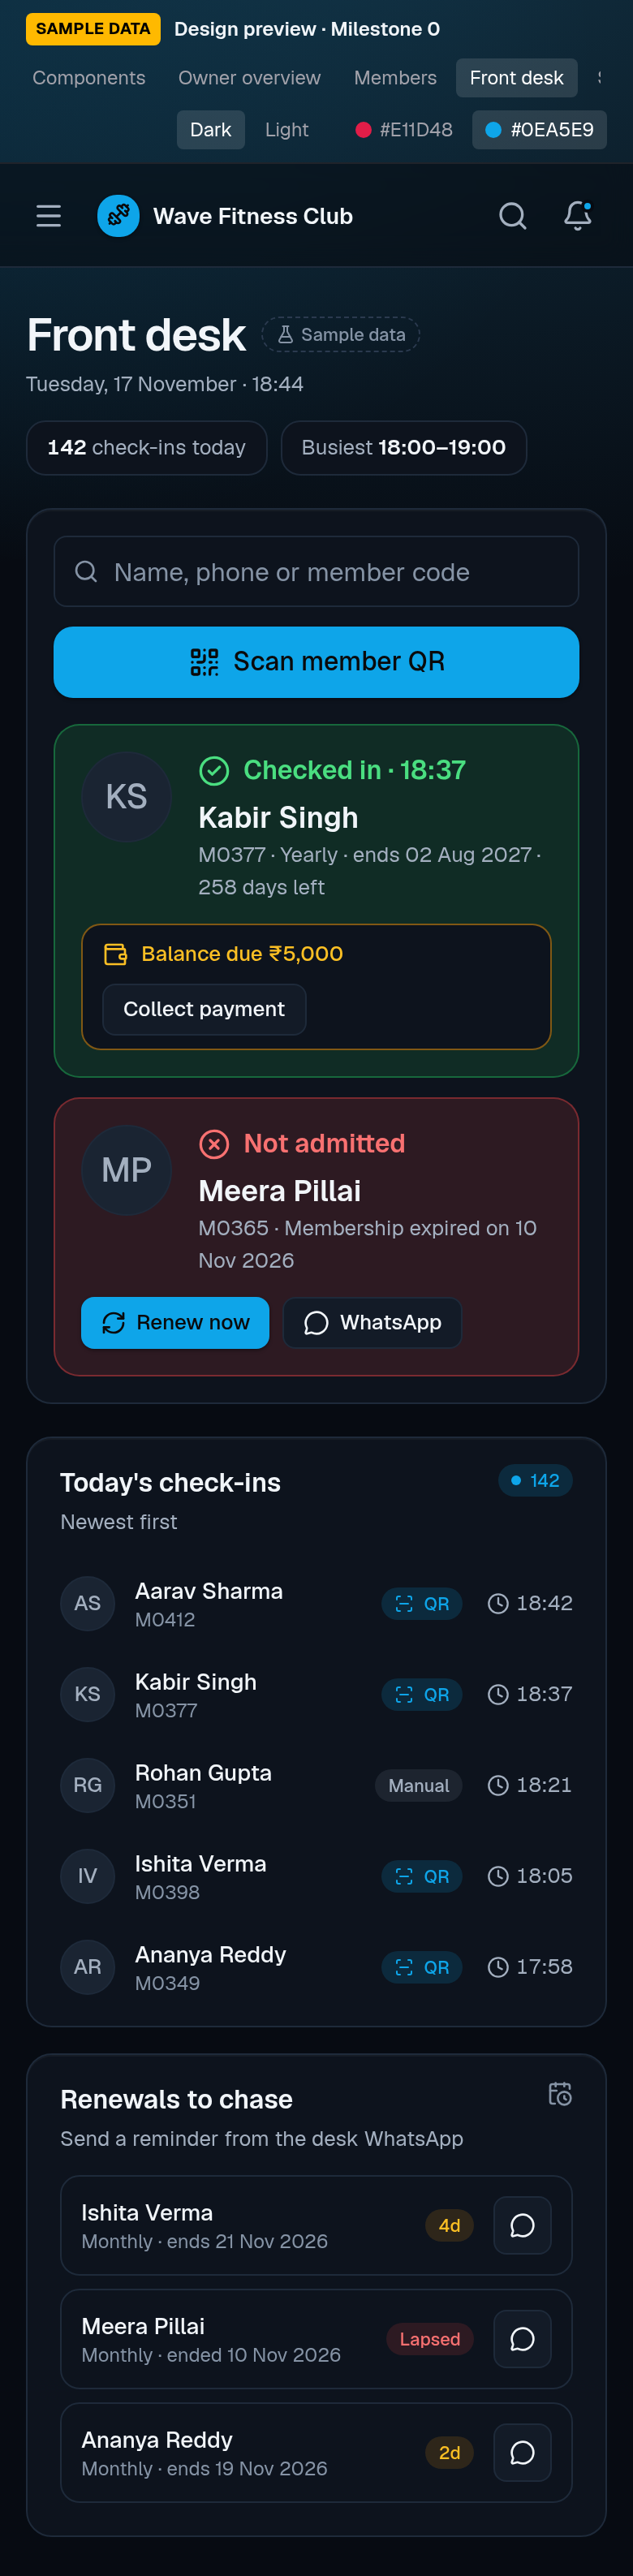 SAMPLE DATA Design preview · Milestone 0
Components Owner overview Members Front desk
Dark Light #E11D48 #0EA5E9
Wave Fitness Club
Front desk Sample data
Tuesday, 17 November · 18:44
142 check-ins today Busiest 18:00–19:00
Name, phone or member code
Scan member QR
KS
Checked in · 18:37
Kabir Singh
M0377 · Yearly · ends 02 Aug 2027 ·
258 days left
Balance due ₹5,000
Collect payment
MP
Not admitted
Meera Pillai
M0365 · Membership expired on 10
Nov 2026
Renew now WhatsApp
Today's check-ins 142
Newest first
AS Aarav Sharma QR 18:42
M0412
KS Kabir Singh QR 18:37
M0377
RG Rohan Gupta Manual 18:21
M0351
IV Ishita Verma QR 18:05
M0398
AR Ananya Reddy QR 17:58
M0349
Renewals to chase
Send a reminder from the desk WhatsApp
Ishita Verma 4d
Monthly · ends 21 Nov 2026
Meera Pillai Lapsed
Monthly · ended 10 Nov 2026
Ananya Reddy 2d
Monthly · ends 19 Nov 2026